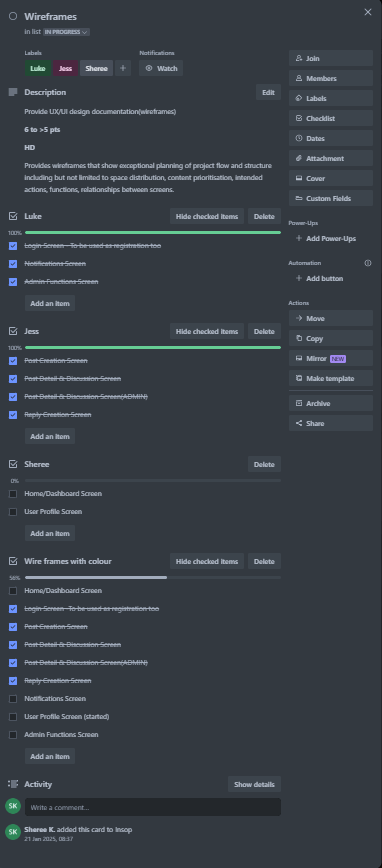 Wireframes
in list IN PROGRESS
Labels
Notifications
Luke Jess Sheree + Watch
Description
Edit
Provide UX/UI design documentation(wireframes)
6 to >5 pts
HD
Provides wireframes that show exceptional planning of project flow and structure
including but not limited to space distribution, content prioritisation, intended
actions, functions, relationships between screens.
Luke
Hide checked items Delete
100%
Login Screen - To be used as registration too
Notifications Screen
Admin Functions Screen
Add an item
Jess
Hide checked items Delete
100%
Post Creation Screen
Post Detail & Discussion Screen
Post Detail & Discussion Screen(ADMIN)
Reply Creation Screen
Add an item
Sheree
Delete
0%
Home/Dashboard Screen
User Profile Screen
Add an item
Wire frames with colour
Hide checked items Delete
56%
Home/Dashboard Screen
Login Screen - To be used as registration too
Post Creation Screen
Post Detail & Discussion Screen
Post Detail & Discussion Screen(ADMIN)
Reply Creation Screen
Notifications Screen
User Profile Screen (started)
Admin Functions Screen
Add an item
Activity
Show details
SK Write a comment...
SK Sheree K. added this card to Insop
21 Jan 2025, 08:37
Join
Members
Labels
Checklist
Dates
Attachment
Cover
Custom Fields
Power-Ups
+ Add Power-Ups
Automation
+ Add button
Actions
Move
Copy
Mirror NEW
Make template
Archive
Share